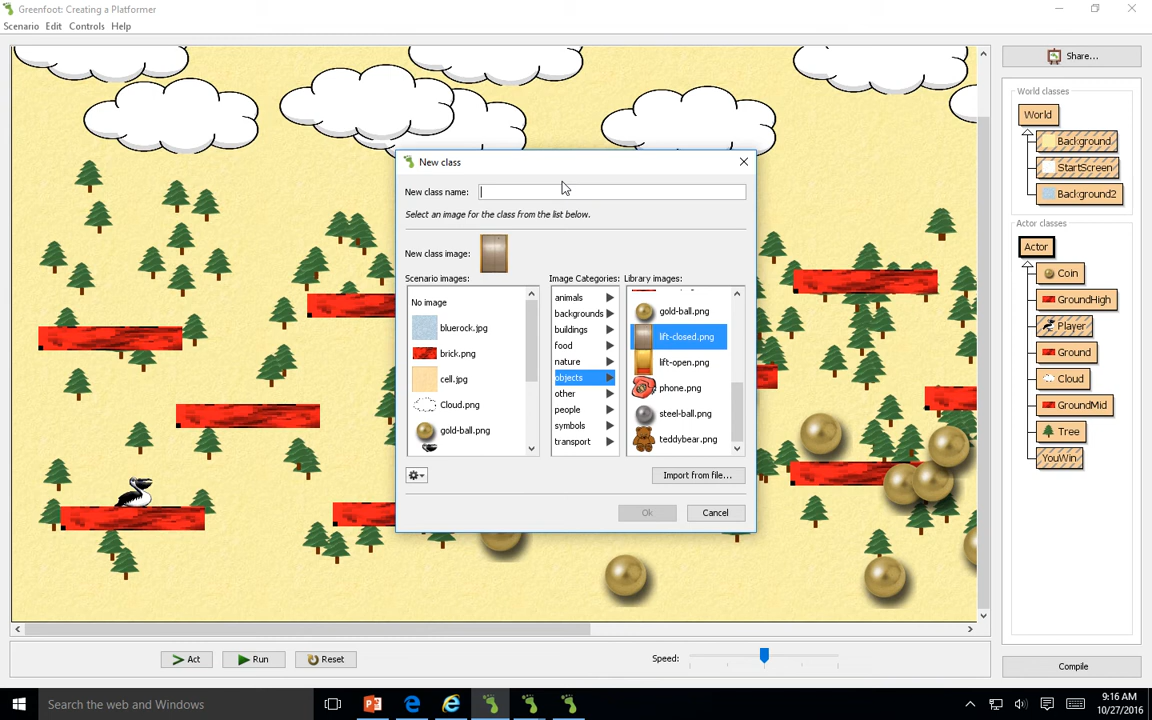 Greenfoot: Creating a Platformer
Scenario Edit Controls Help
Share...
World classes
World
Background
StartScreen
Background2
Actor classes
Actor
Coin
GroundHigh
Player
Ground
Cloud
GroundMid
Tree
YouWin
New class
New class name:
Select an image for the class from the list below.
New class image:
Scenario images:
No image
bluerock.jpg
brick.png
cell.jpg
Cloud.png
gold-ball.png
Image Categories:
animals
backgrounds
buildings
food
nature
objects
other
people
symbols
transport
Library images:
gold-ball.png
lift-closed.png
lift-open.png
phone.png
steel-ball.png
teddybear.png
Import from file...
Ok Cancel
Act Run Reset Speed:
Compile
Search the web and Windows
9:16 AM
10/27/2016